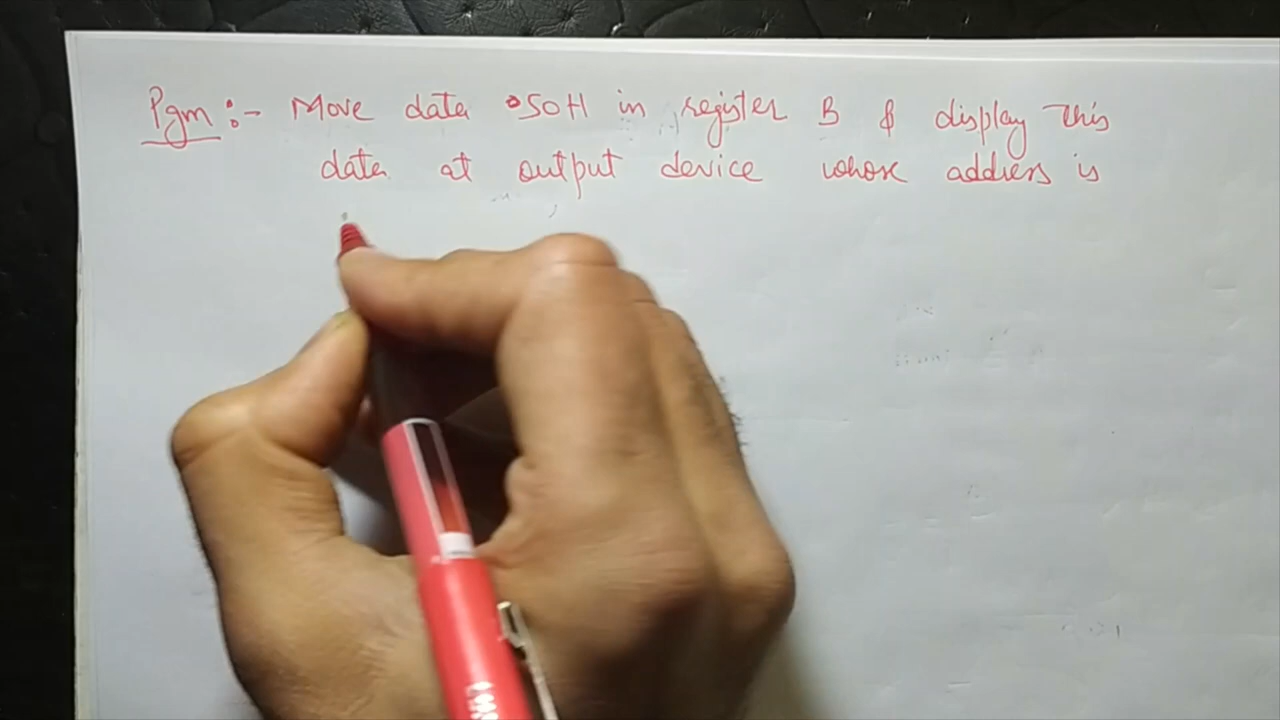 Pgm :- Move data 50H in register B & display this
data at output device whose address is